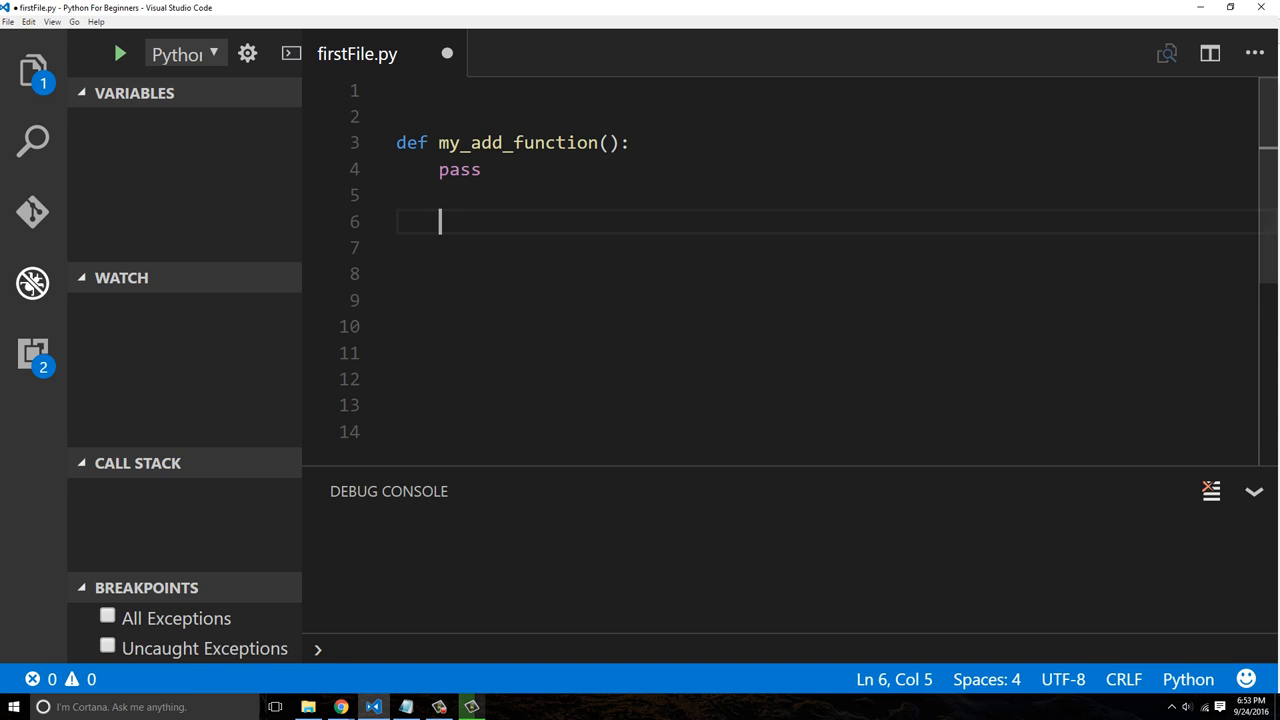 • firstFile.py - Python For Beginners - Visual Studio Code
File Edit View Go Help
firstFile.py
VARIABLES
WATCH
CALL STACK
BREAKPOINTS
All Exceptions
Uncaught Exceptions
1
2
1
2
3 def my_add_function():
4 pass
5
6
7
8
9
10
11
12
13
14
DEBUG CONSOLE
0 0
Ln 6, Col 5 Spaces: 4 UTF-8 CRLF Python
I'm Cortana. Ask me anything.
6:53 PM
9/24/2016